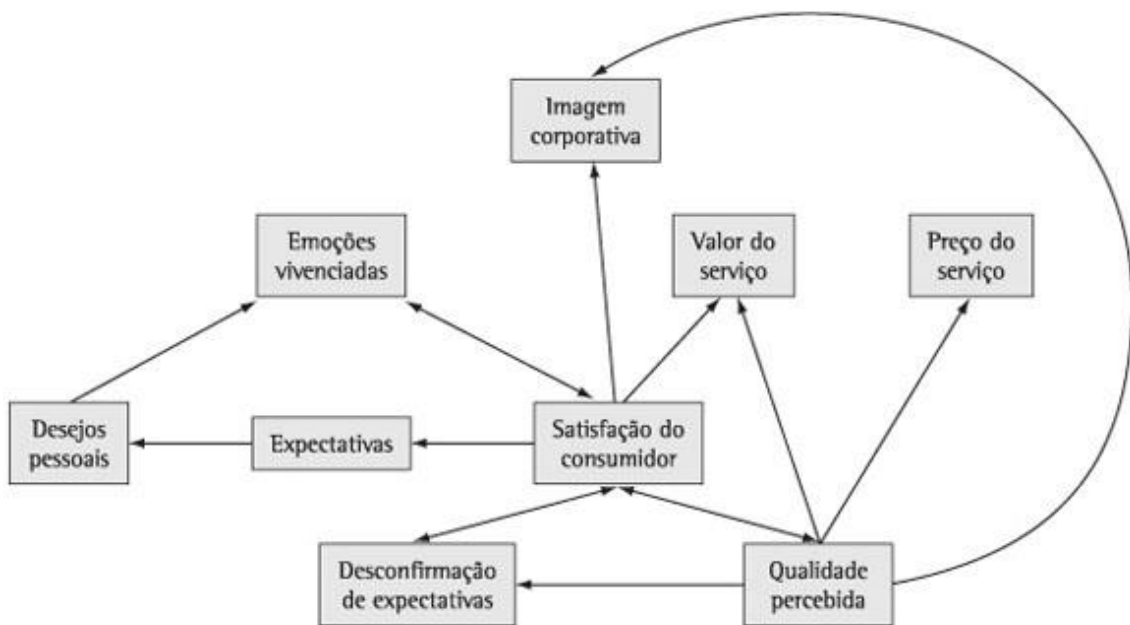 Imagem
corporativa
Emoções
vivenciadas
Valor do
serviço
Preço do
serviço
Desejos
pessoais
Expectativas
Satisfação do
consumidor
Desconfirmação
de expectativas
Qualidade
percebida